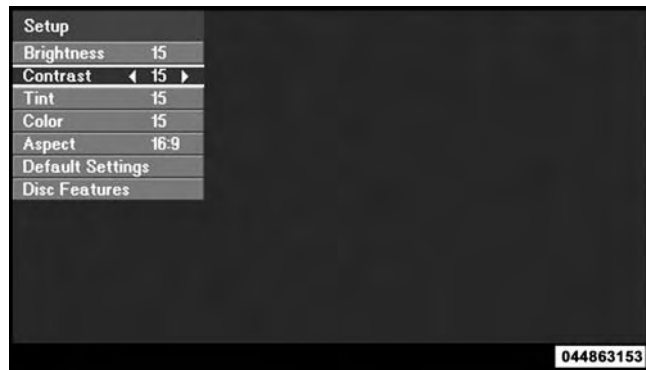 Setup
Brightness 15
Contrast 15
Tint 15
Color 15
Aspect 16:9
Default Settings
Disc Features
044863153